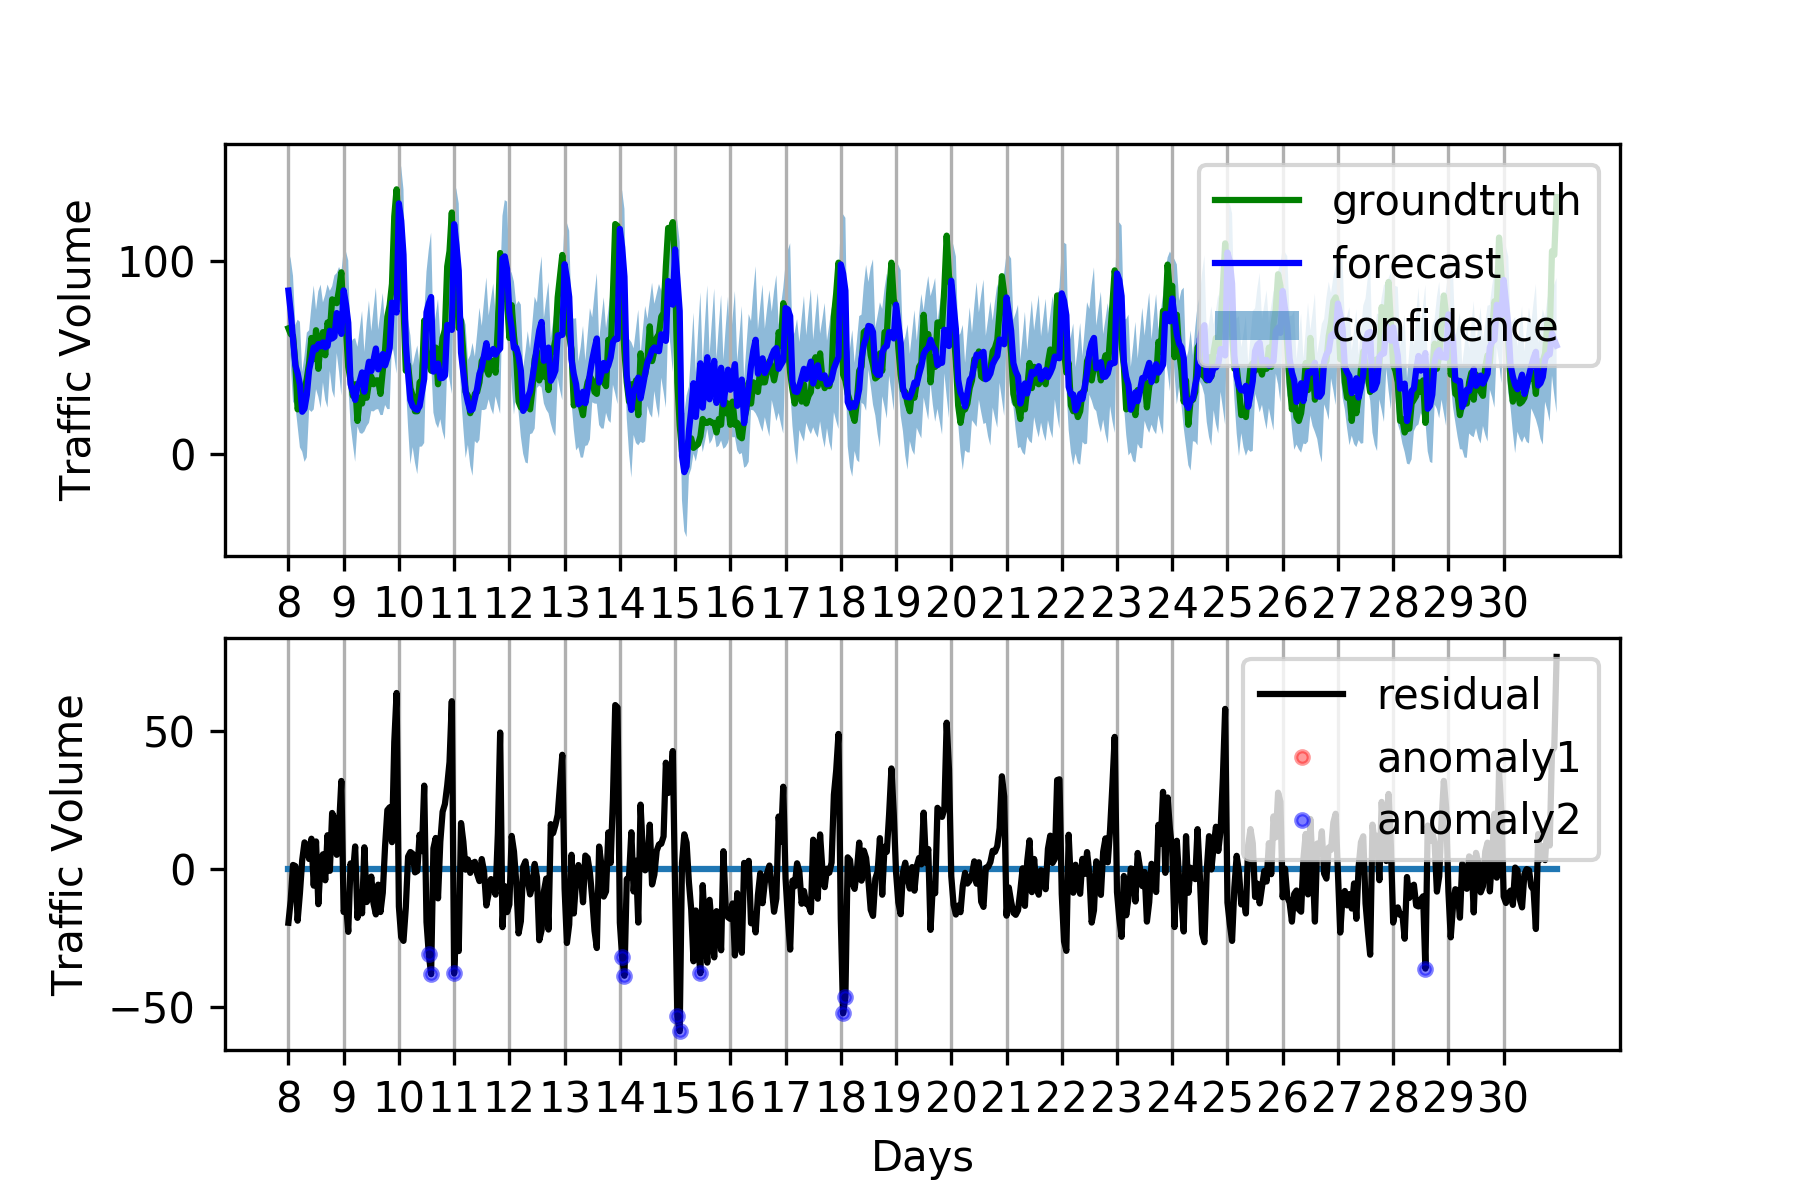 Traffic Volume
100
0
groundtruth
forecast
confidence
8 9 10 11 12 13 14 15 16 17 18 19 20 21 22 23 24 25 26 27 28 29 30
Traffic Volume
50
0
−50
residual
anomaly1
anomaly2
8 9 10 11 12 13 14 15 16 17 18 19 20 21 22 23 24 25 26 27 28 29 30
Days